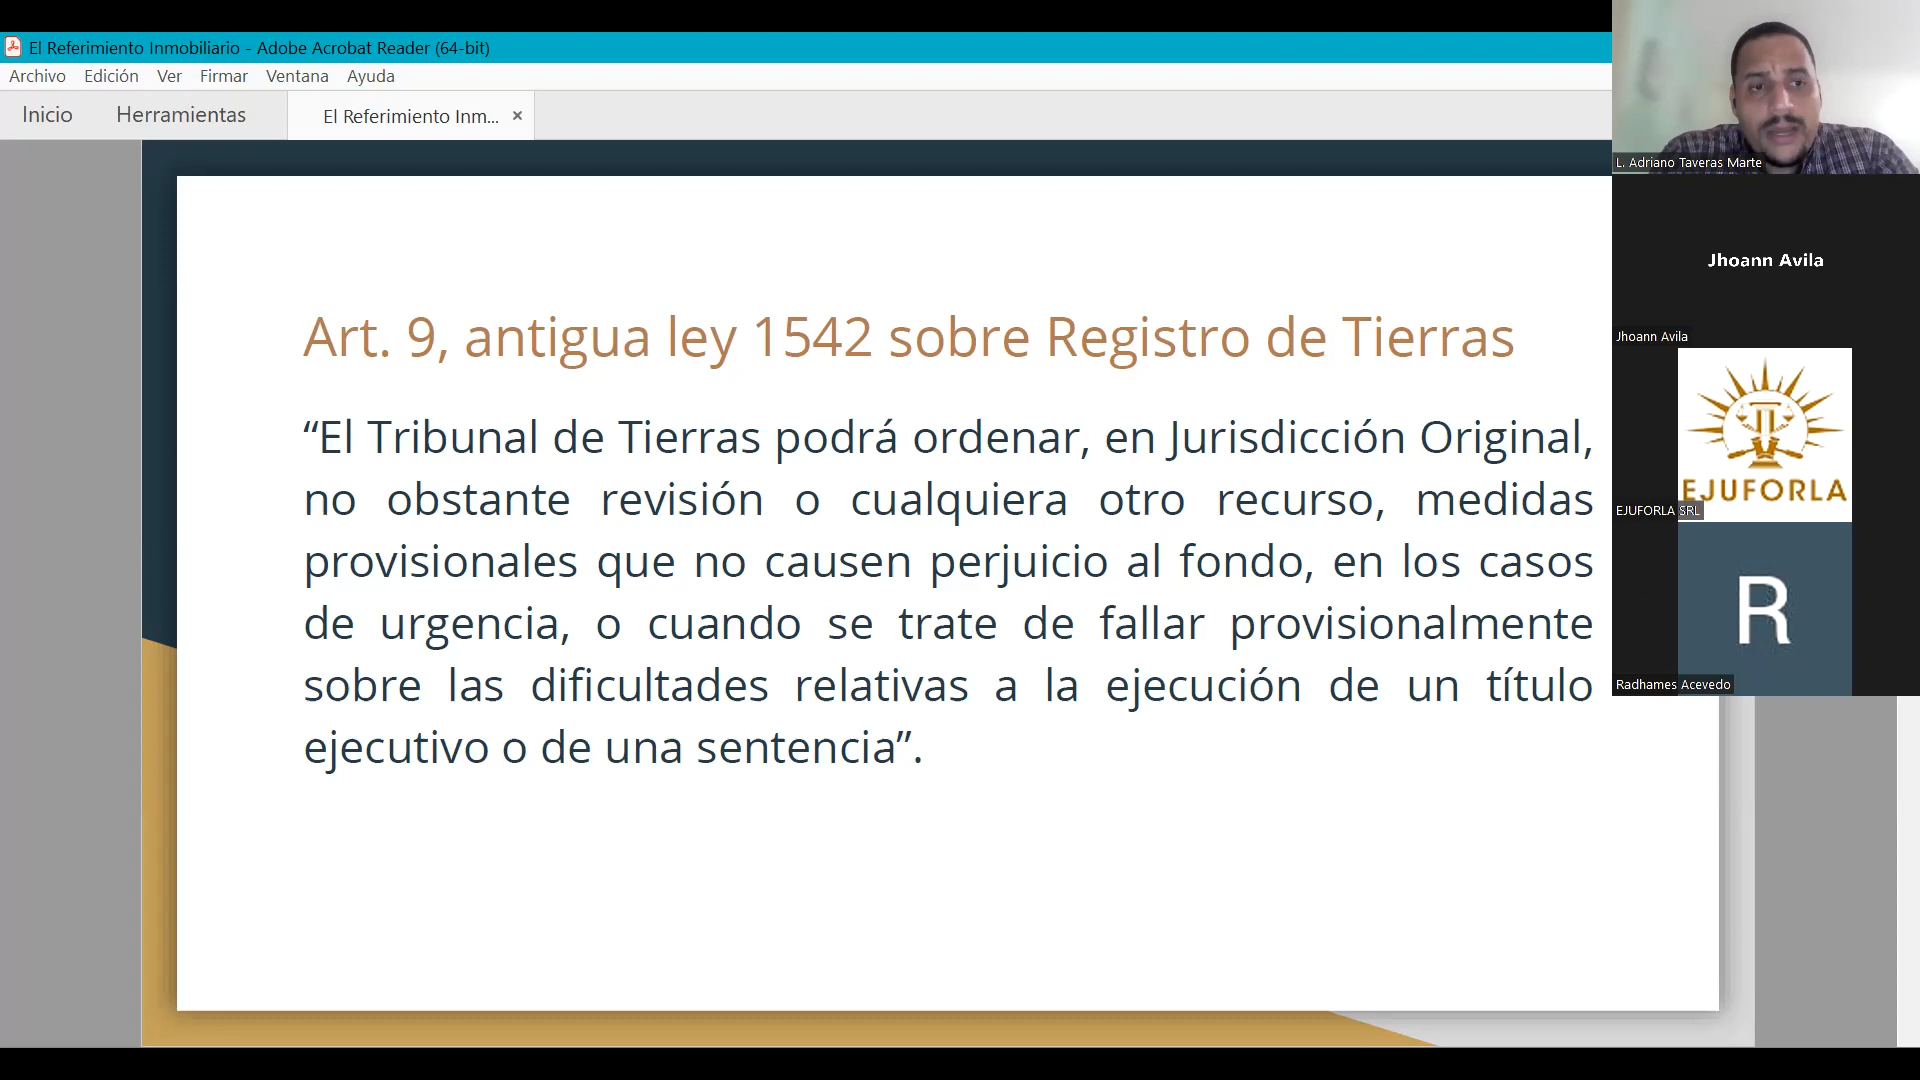 El Referimiento Inmobiliario - Adobe Acrobat Reader (64-bit)
Archivo Edición Ver Firmar Ventana Ayuda
Inicio Herramientas El Referimiento Inm... ×
Art. 9, antigua ley 1542 sobre Registro de Tierras
“El Tribunal de Tierras podrá ordenar, en Jurisdicción Original,
no obstante revisión o cualquiera otro recurso, medidas
provisionales que no causen perjuicio al fondo, en los casos
de urgencia, o cuando se trate de fallar provisionalmente
sobre las dificultades relativas a la ejecución de un título
ejecutivo o de una sentencia”.
L. Adriano Taveras Marte
Jhoann Avila
Jhoann Avila
EJUFORLA
EJUFORLA SRL
R
Radhames Acevedo